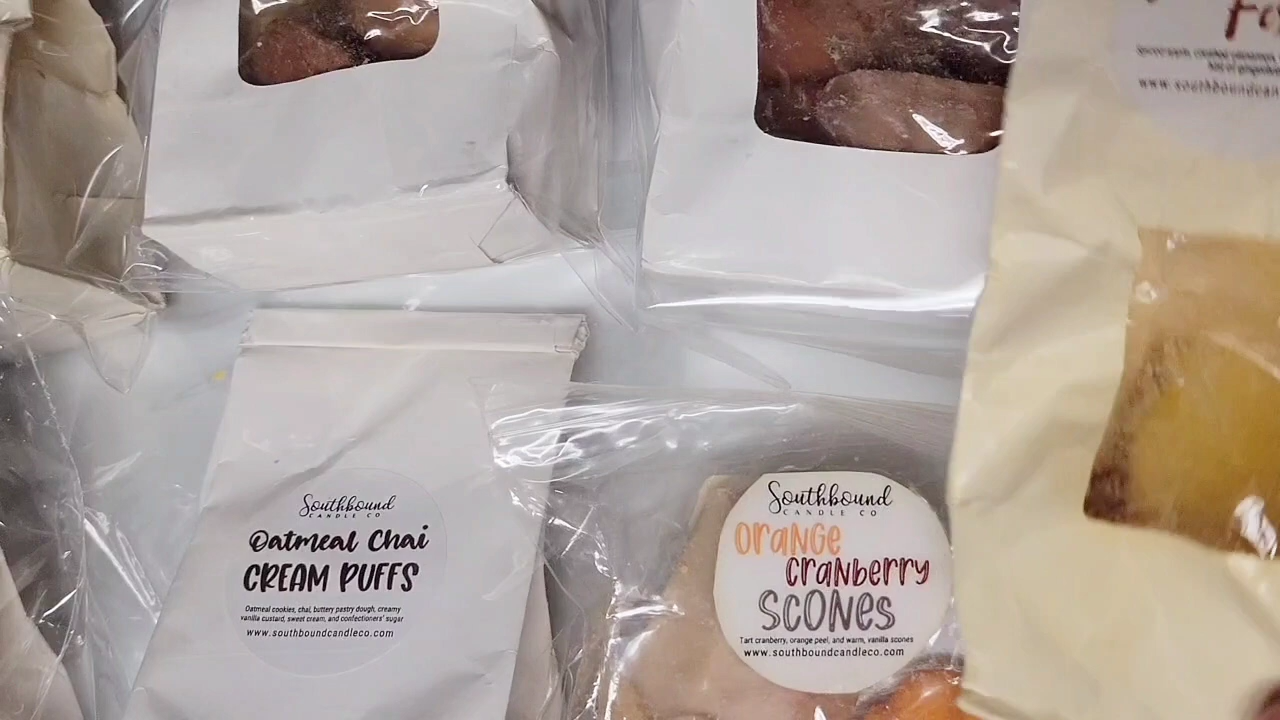 Southbound
CANDLE CO
Oatmeal Chai
CREAM PUFFS
Oatmeal cookies, chai, buttery pastry dough, creamy
vanilla custard, sweet cream, and confectioners' sugar
www.southboundcandleco.com
Southbound
CANDLE CO
Orange
Cranberry
SCONES
Tart cranberry, orange peel, and warm, vanilla scones
www.southboundcandleco.com
www.southboundcan